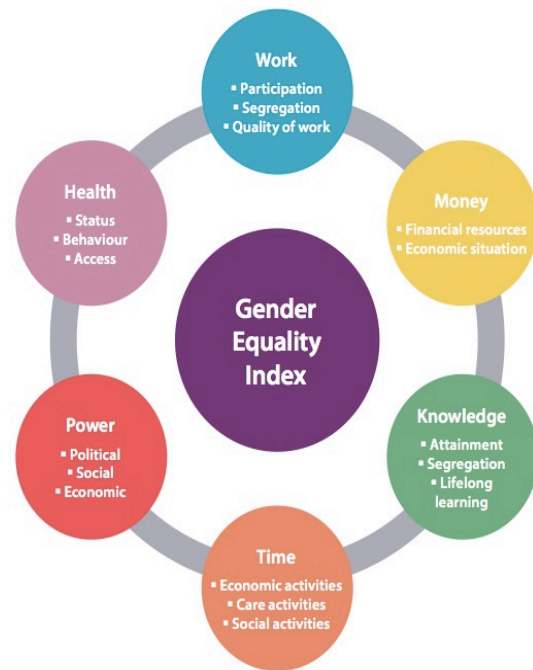 Work
▪ Participation
▪ Segregation
▪ Quality of work
Health
▪ Status
▪ Behaviour
▪ Access
Money
▪ Financial resources
▪ Economic situation
Gender
Equality
Index
Power
▪ Political
▪ Social
▪ Economic
Knowledge
▪ Attainment
▪ Segregation
▪ Lifelong
learning
Time
▪ Economic activities
▪ Care activities
▪ Social activities